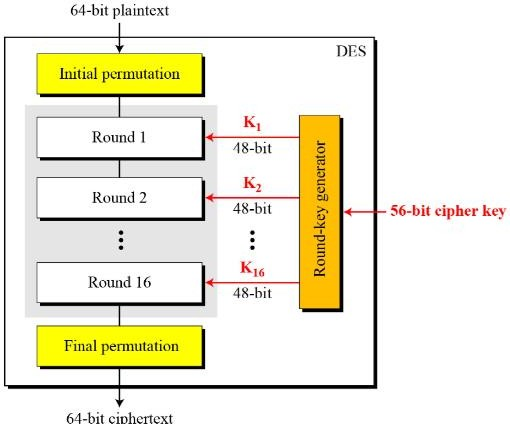 64-bit plaintext
DES
Initial permutation
K1
Round 1
48-bit
K2
Round 2
48-bit
Round-key generator
56-bit cipher key
K16
Round 16
48-bit
Final permutation
64-bit ciphertext